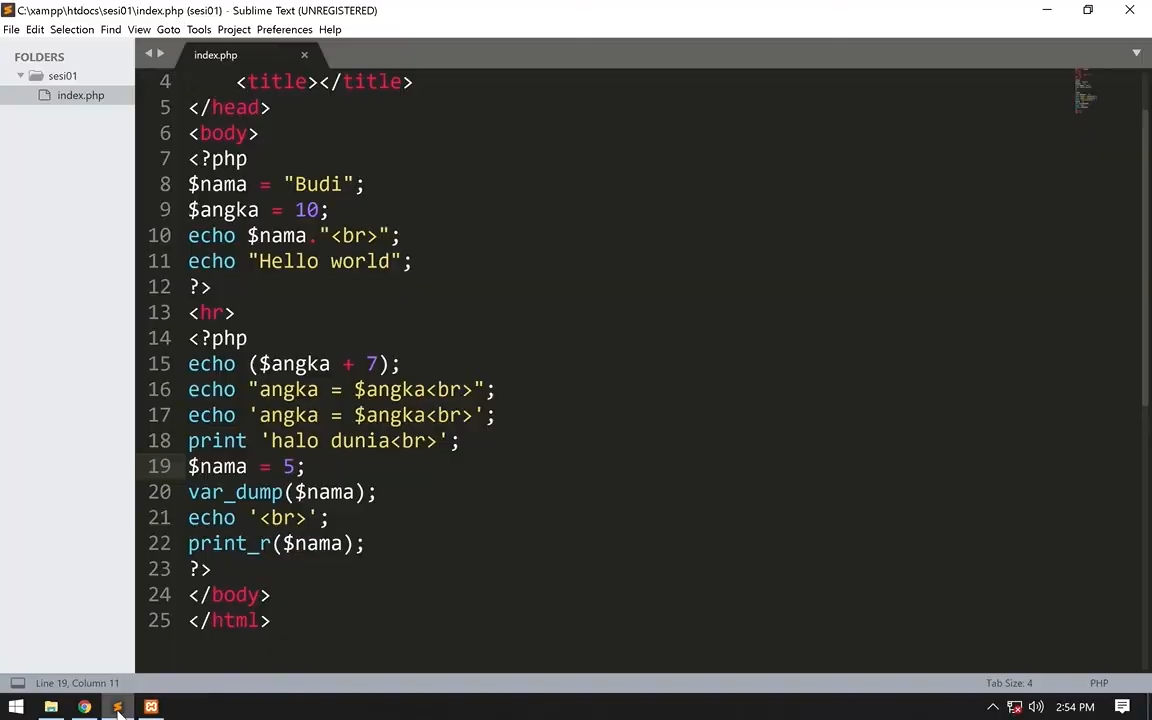 C:\xampp\htdocs\sesi01\index.php (sesi01) - Sublime Text (UNREGISTERED)
File Edit Selection Find View Goto Tools Project Preferences Help
FOLDERS
sesi01
index.php
index.php
4 <title></title>
5 </head>
6 <body>
7 <?php
8 $nama = "Budi";
9 $angka = 10;
10 echo $nama."<br>";
11 echo "Hello world";
12 ?>
13 <hr>
14 <?php
15 echo ($angka + 7);
16 echo "angka = $angka<br>";
17 echo 'angka = $angka<br>';
18 print 'halo dunia<br>';
19 $nama = 5;
20 var_dump($nama);
21 echo '<br>';
22 print_r($nama);
23 ?>
24 </body>
25 </html>
Line 19, Column 11 Tab Size: 4 PHP
2:54 PM